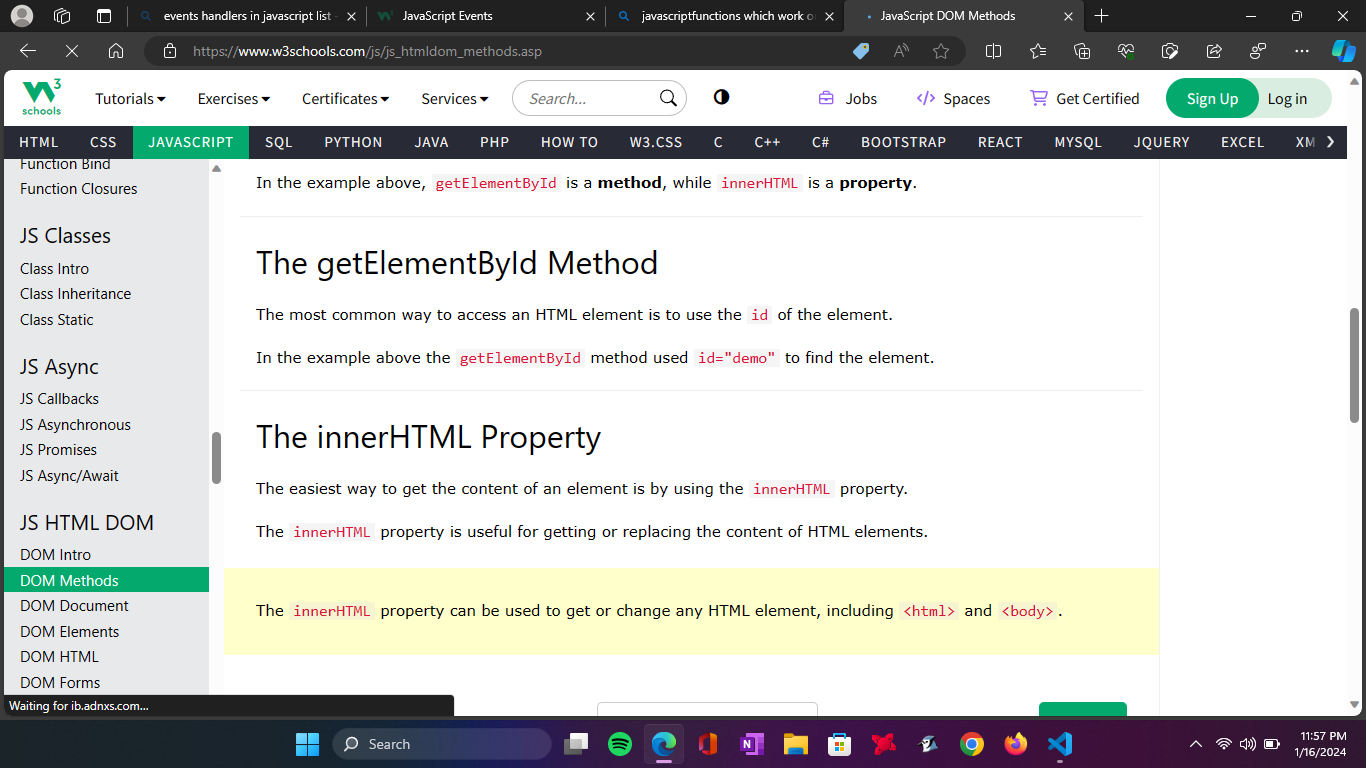 events handlers in javascript list -
JavaScript Events
javascriptfunctions which work o
JavaScript DOM Methods
https://www.w3schools.com/js/js_htmldom_methods.asp
W3
schools
Tutorials
Exercises
Certificates
Services
Search...
Jobs
Spaces
Get Certified
Sign Up
Log in
HTML CSS JAVASCRIPT SQL PYTHON JAVA PHP HOW TO W3.CSS C C++ C# BOOTSTRAP REACT MYSQL JQUERY EXCEL XM
Function Bind
Function Closures
JS Classes
Class Intro
Class Inheritance
Class Static
JS Async
JS Callbacks
JS Asynchronous
JS Promises
JS Async/Await
JS HTML DOM
DOM Intro
DOM Methods
DOM Document
DOM Elements
DOM HTML
DOM Forms
In the example above, getElementById is a method, while innerHTML is a property.
The getElementById Method
The most common way to access an HTML element is to use the id of the element.
In the example above the getElementById method used id="demo" to find the element.
The innerHTML Property
The easiest way to get the content of an element is by using the innerHTML property.
The innerHTML property is useful for getting or replacing the content of HTML elements.
The innerHTML property can be used to get or change any HTML element, including <html> and <body>.
Waiting for ib.adnxs.com...
Search
11:57 PM
1/16/2024